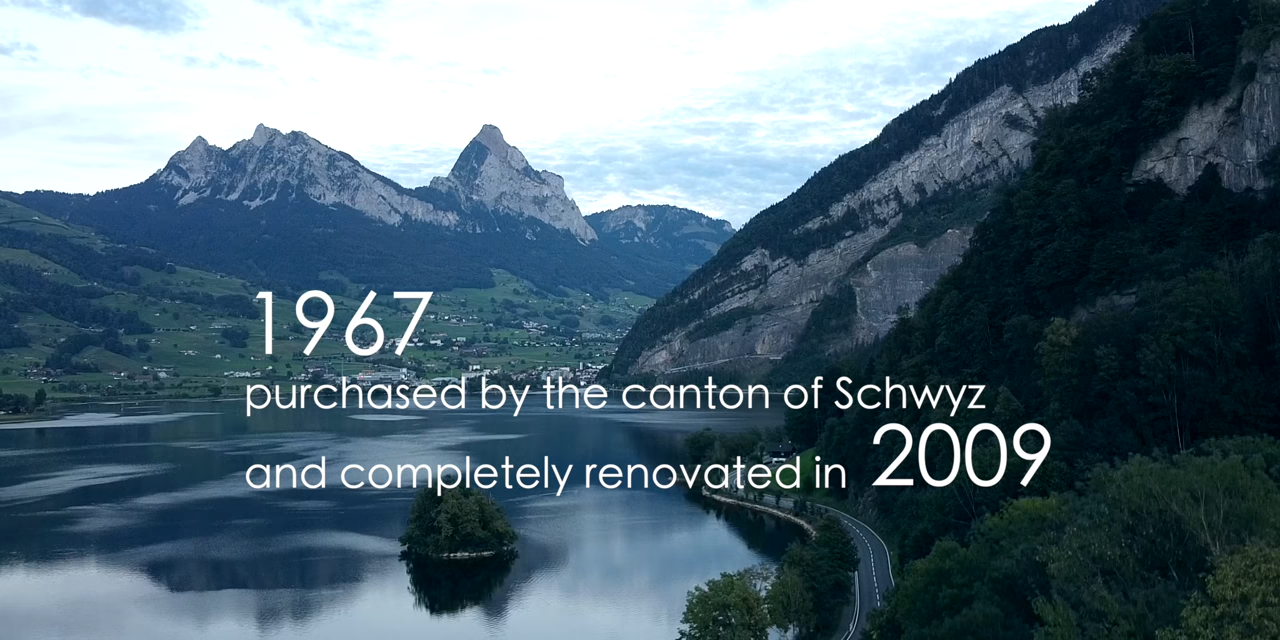 1967
purchased by the canton of Schwyz
and completely renovated in 2009